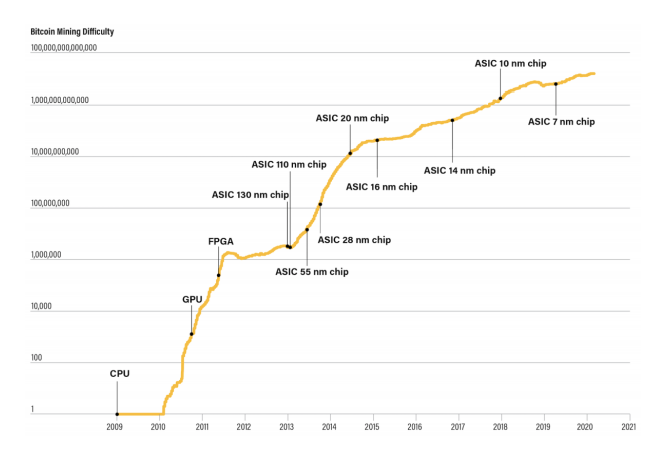 Bitcoin Mining Difficulty
100,000,000,000,000
ASIC 10 nm chip
1,000,000,000,000
ASIC 20 nm chip
ASIC 7 nm chip
10,000,000,000
ASIC 110 nm chip
ASIC 14 nm chip
ASIC 16 nm chip
ASIC 130 nm chip
100,000,000
FPGA
ASIC 28 nm chip
1,000,000
ASIC 55 nm chip
GPU
10,000
100
CPU
1
2009 2010 2011 2012 2013 2014 2015 2016 2017 2018 2019 2020 2021